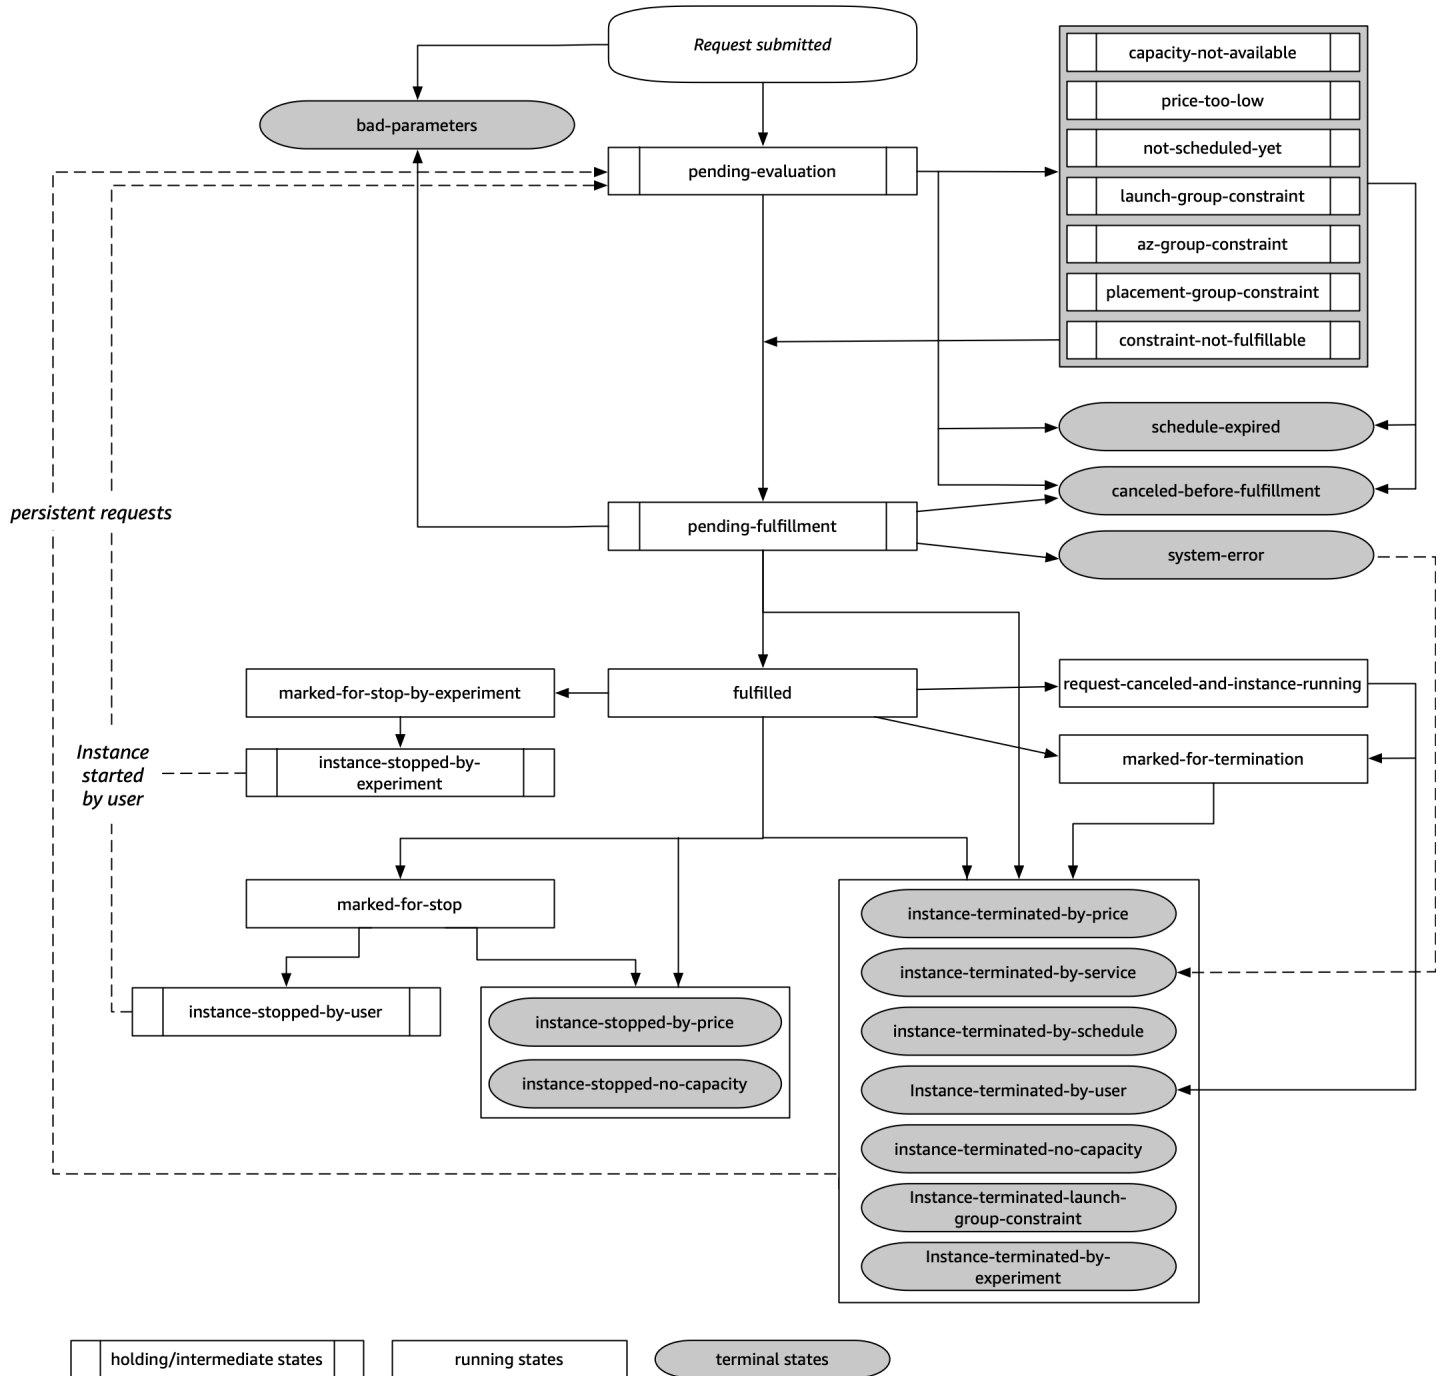 Request submitted
capacity-not-available
price-too-low
not-scheduled-yet
launch-group-constraint
az-group-constraint
placement-group-constraint
constraint-not-fulfillable
bad-parameters
pending-evaluation
schedule-expired
canceled-before-fulfillment
system-error
persistent requests
pending-fulfillment
marked-for-stop-by-experiment
fulfilled
request-canceled-and-instance-running
Instance
started
by user
instance-stopped-by-
experiment
marked-for-termination
marked-for-stop
instance-stopped-by-user
instance-stopped-by-price
instance-stopped-no-capacity
instance-terminated-by-price
instance-terminated-by-service
instance-terminated-by-schedule
Instance-terminated-by-user
instance-terminated-no-capacity
Instance-terminated-launch-
group-constraint
Instance-terminated-by-
experiment
holding/intermediate states
running states
terminal states